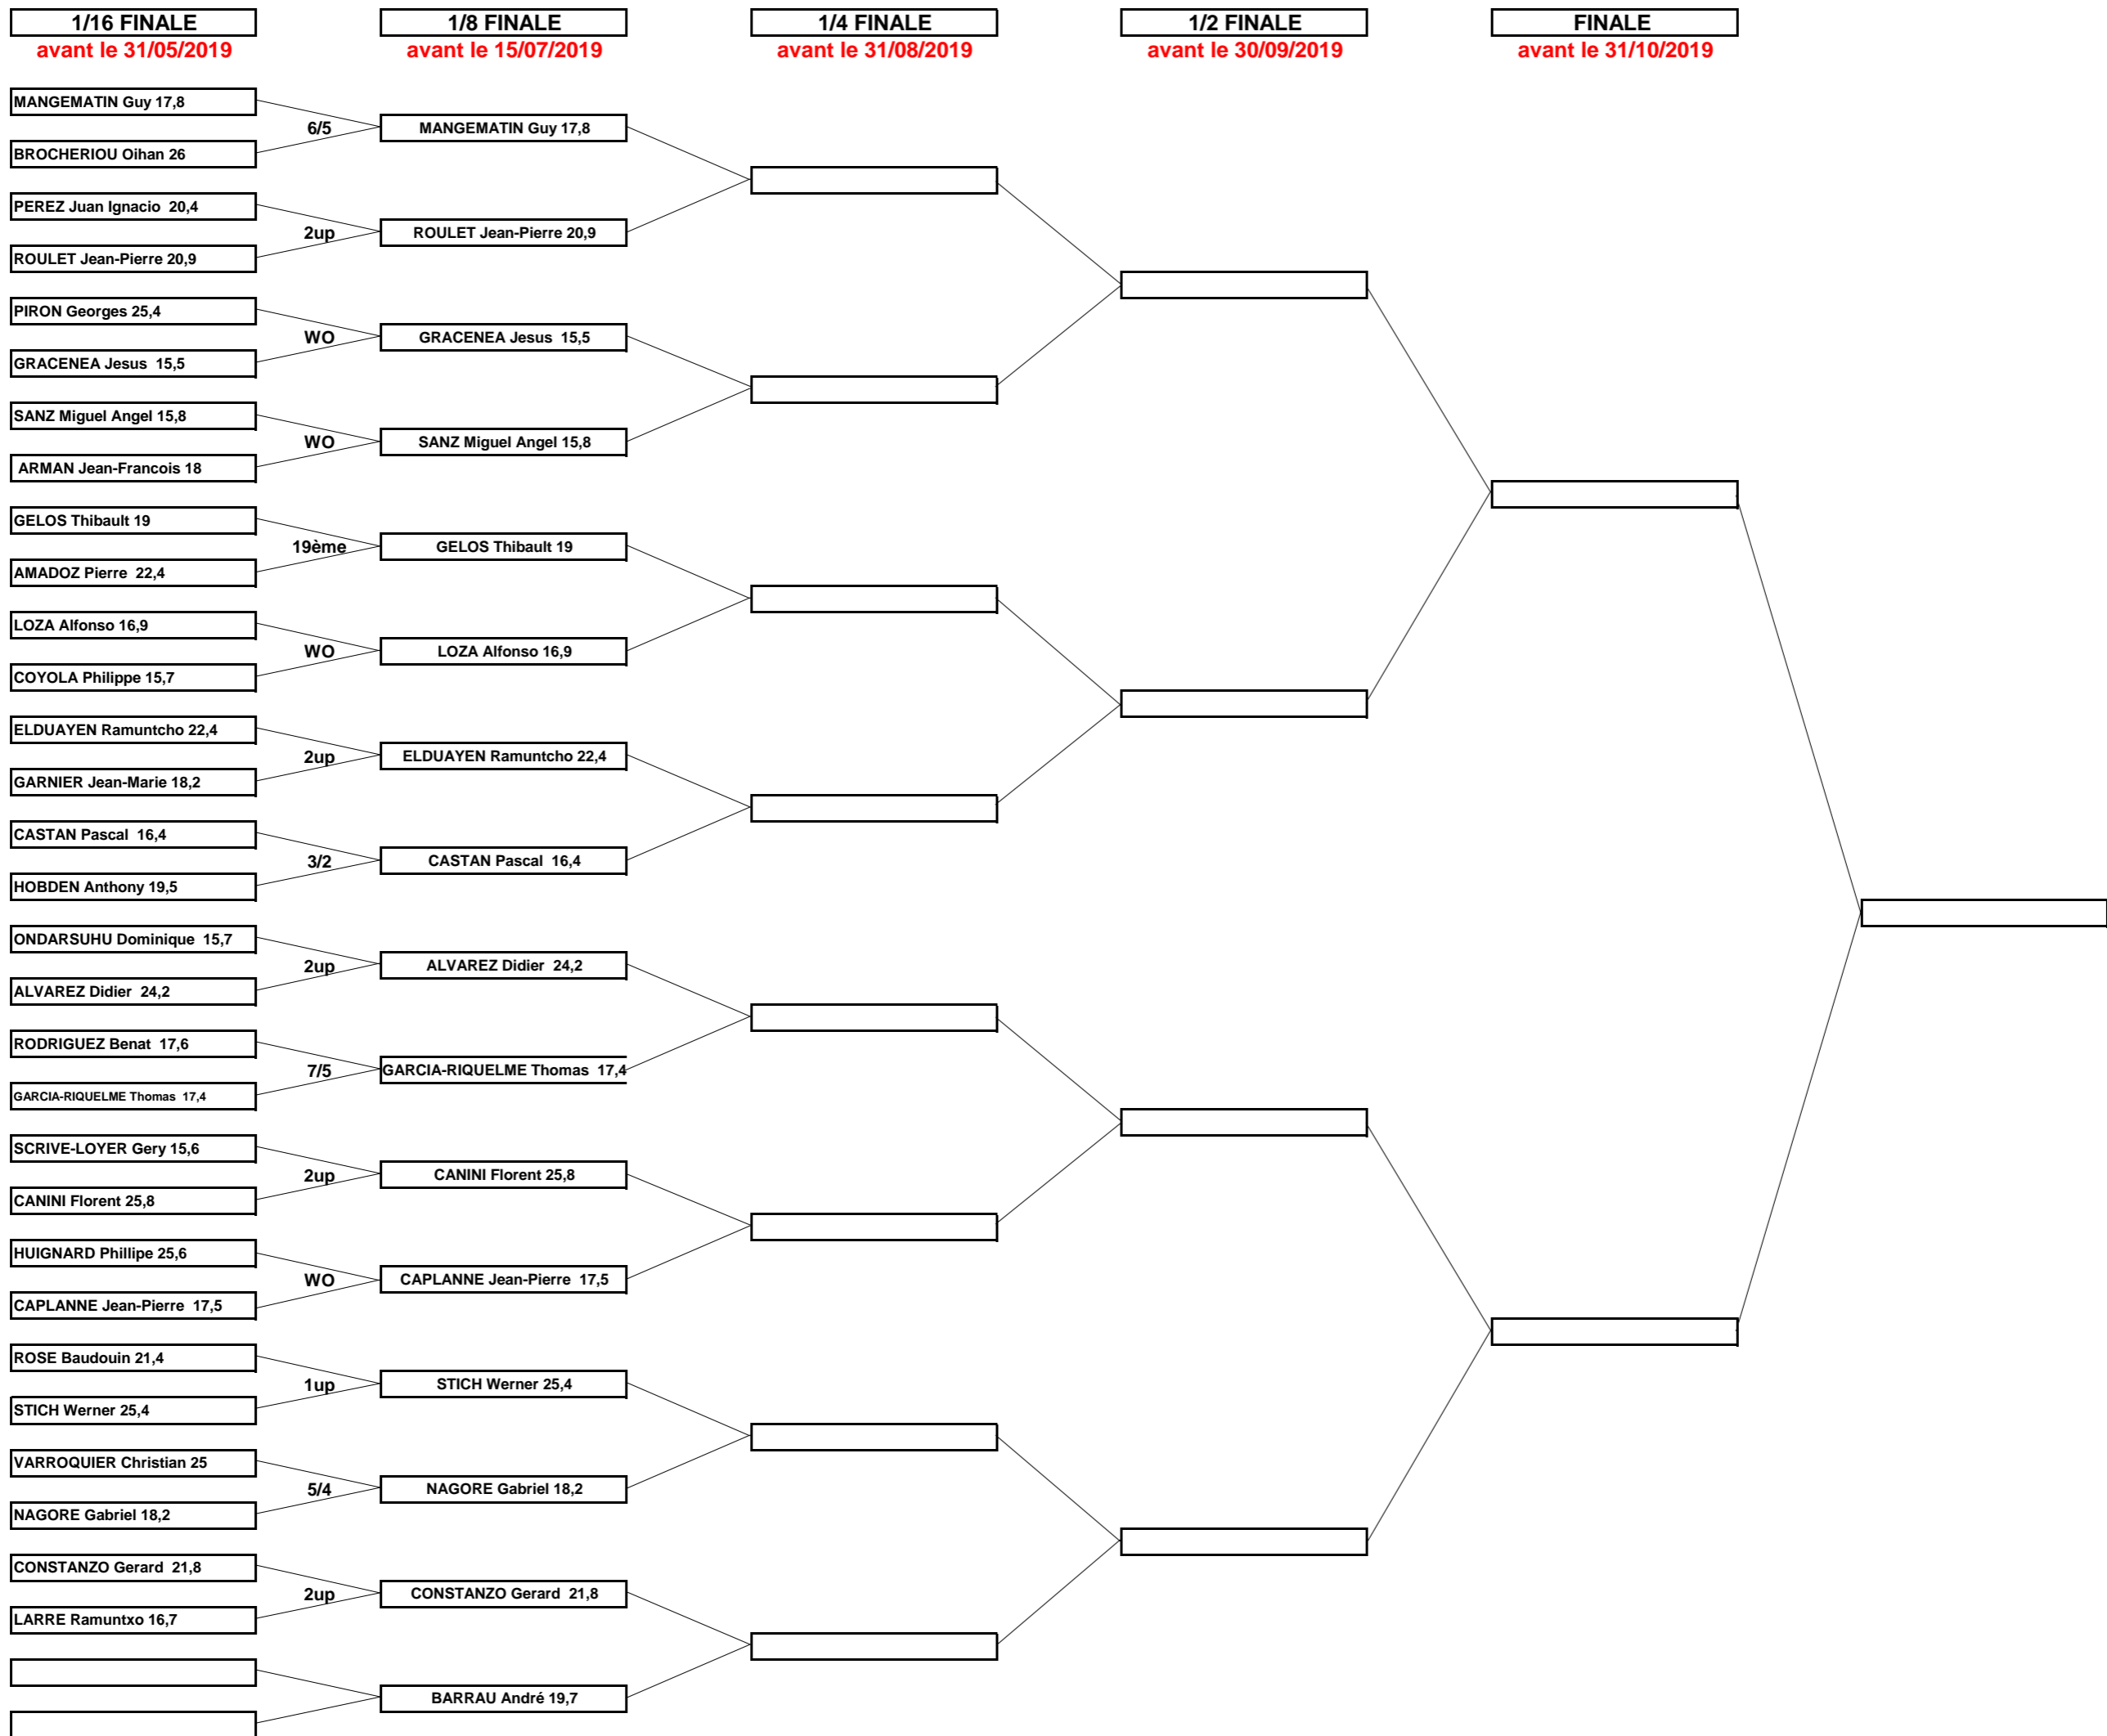 1/16 FINALE
1/8 FINALE
1/4 FINALE
1/2 FINALE
FINALE
avant le 31/05/2019
avant le 15/07/2019
avant le 31/08/2019
avant le 30/09/2019
avant le 31/10/2019
MANGEMATIN Guy 17,8
6/5
MANGEMATIN Guy 17,8
BROCHERIOU Oihan 26
PEREZ Juan Ignacio 20,4
2up
ROULET Jean-Pierre 20,9
ROULET Jean-Pierre 20,9
PIRON Georges 25,4
WO
GRACENEA Jesus 15,5
GRACENEA Jesus 15,5
SANZ Miguel Angel 15,8
WO
SANZ Miguel Angel 15,8
ARMAN Jean-Francois 18
GELOS Thibault 19
19ème
GELOS Thibault 19
AMADOZ Pierre 22,4
LOZA Alfonso 16,9
WO
LOZA Alfonso 16,9
COYOLA Philippe 15,7
ELDUAYEN Ramuntcho 22,4
2up
ELDUAYEN Ramuntcho 22,4
GARNIER Jean-Marie 18,2
CASTAN Pascal 16,4
3/2
CASTAN Pascal 16,4
HOBDEN Anthony 19,5
ONDARSUHU Dominique 15,7
2up
ALVAREZ Didier 24,2
ALVAREZ Didier 24,2
RODRIGUEZ Benat 17,6
7/5
GARCIA-RIQUELME Thomas 17,4
GARCIA-RIQUELME Thomas 17,4
SCRIVE-LOYER Gery 15,6
2up
CANINI Florent 25,8
CANINI Florent 25,8
HUIGNARD Phillipe 25,6
WO
CAPLANNE Jean-Pierre 17,5
CAPLANNE Jean-Pierre 17,5
ROSE Baudouin 21,4
1up
STICH Werner 25,4
STICH Werner 25,4
VARROQUIER Christian 25
5/4
NAGORE Gabriel 18,2
NAGORE Gabriel 18,2
CONSTANZO Gerard 21,8
2up
CONSTANZO Gerard 21,8
LARRE Ramuntxo 16,7
BARRAU André 19,7